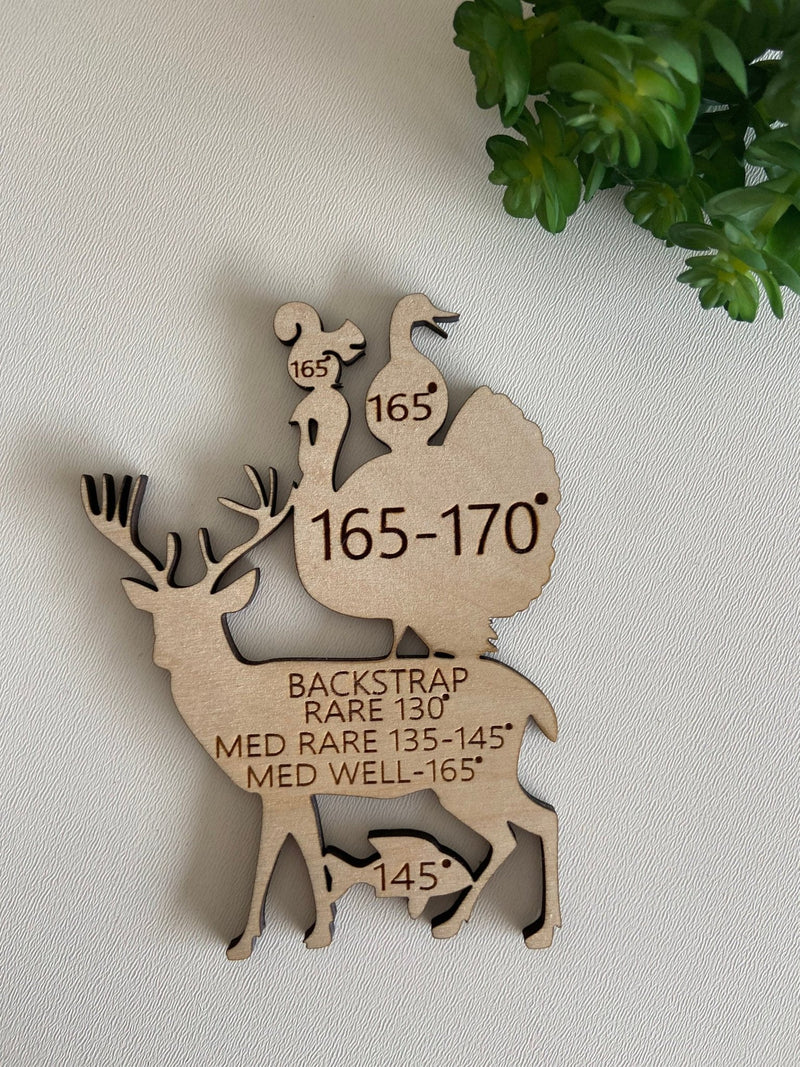 165°
165°
165-170°
BACKSTRAP
RARE 130°
MED RARE 135-145°
MED WELL-165°
145°